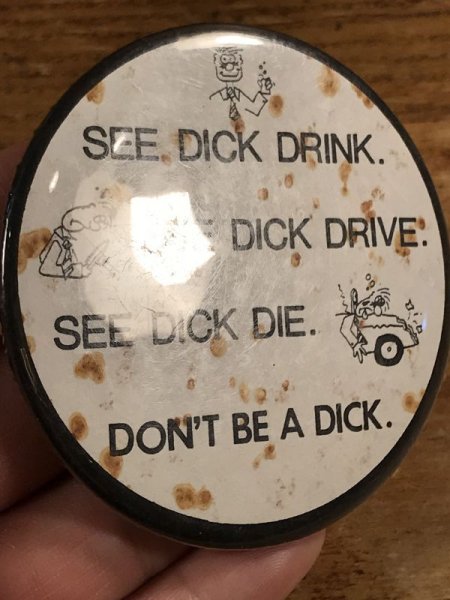 SEE DICK DRINK.
DICK DRIVE.
SEE DICK DIE.
DON'T BE A DICK.